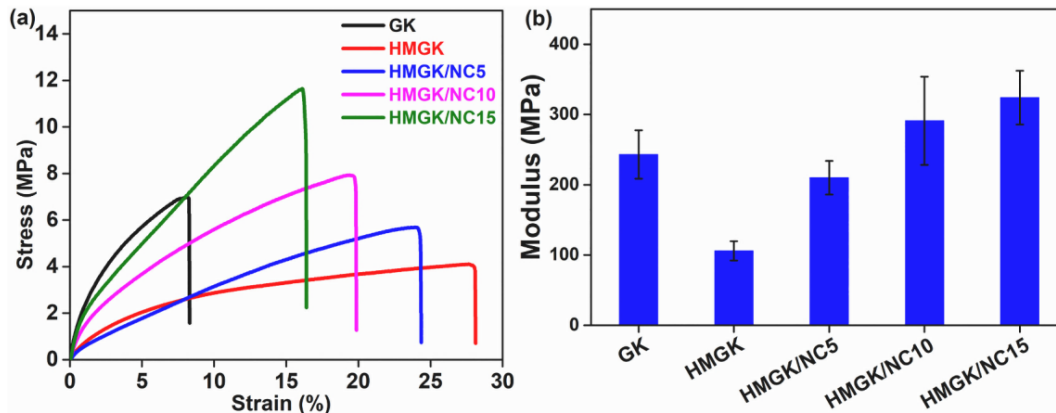 (a)
GK
HMGK
HMGK/NC5
HMGK/NC10
HMGK/NC15
Stress (MPa)
14
12
10
8
6
4
2
0
0 5 10 15 20 25 30
Strain (%)
(b)
Modulus (MPa)
400
300
200
100
0
GK
HMGK
HMGK/NC5
HMGK/NC10
HMGK/NC15